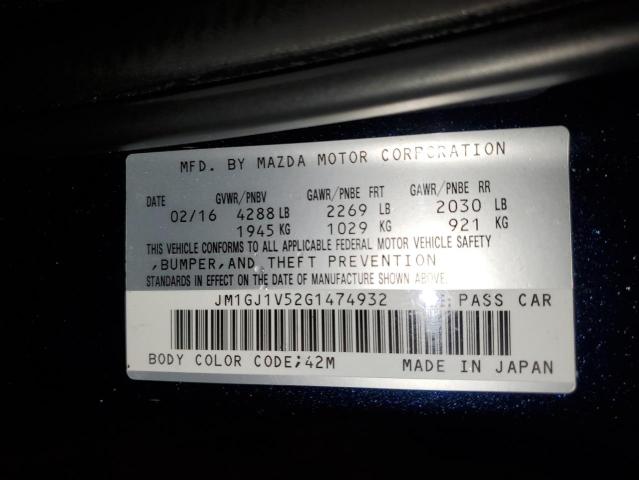 MFD. BY MAZDA MOTOR CORPORATION
DATE GVWR/PNBV GAWR/PNBE FRT GAWR/PNBE RR
02/16 4288 LB 2269 LB 2030 LB
1945 KG 1029 KG 921 KG
THIS VEHICLE CONFORMS TO ALL APPLICABLE FEDERAL MOTOR VEHICLE SAFETY
,BUMPER,AND THEFT PREVENTION
STANDARDS IN EFFECT ON THE DATE OF MANUFACTURE SHOWN ABOVE.
JM1GJ1V52G1474932 :PASS CAR
BODY COLOR CODE;42M MADE IN JAPAN